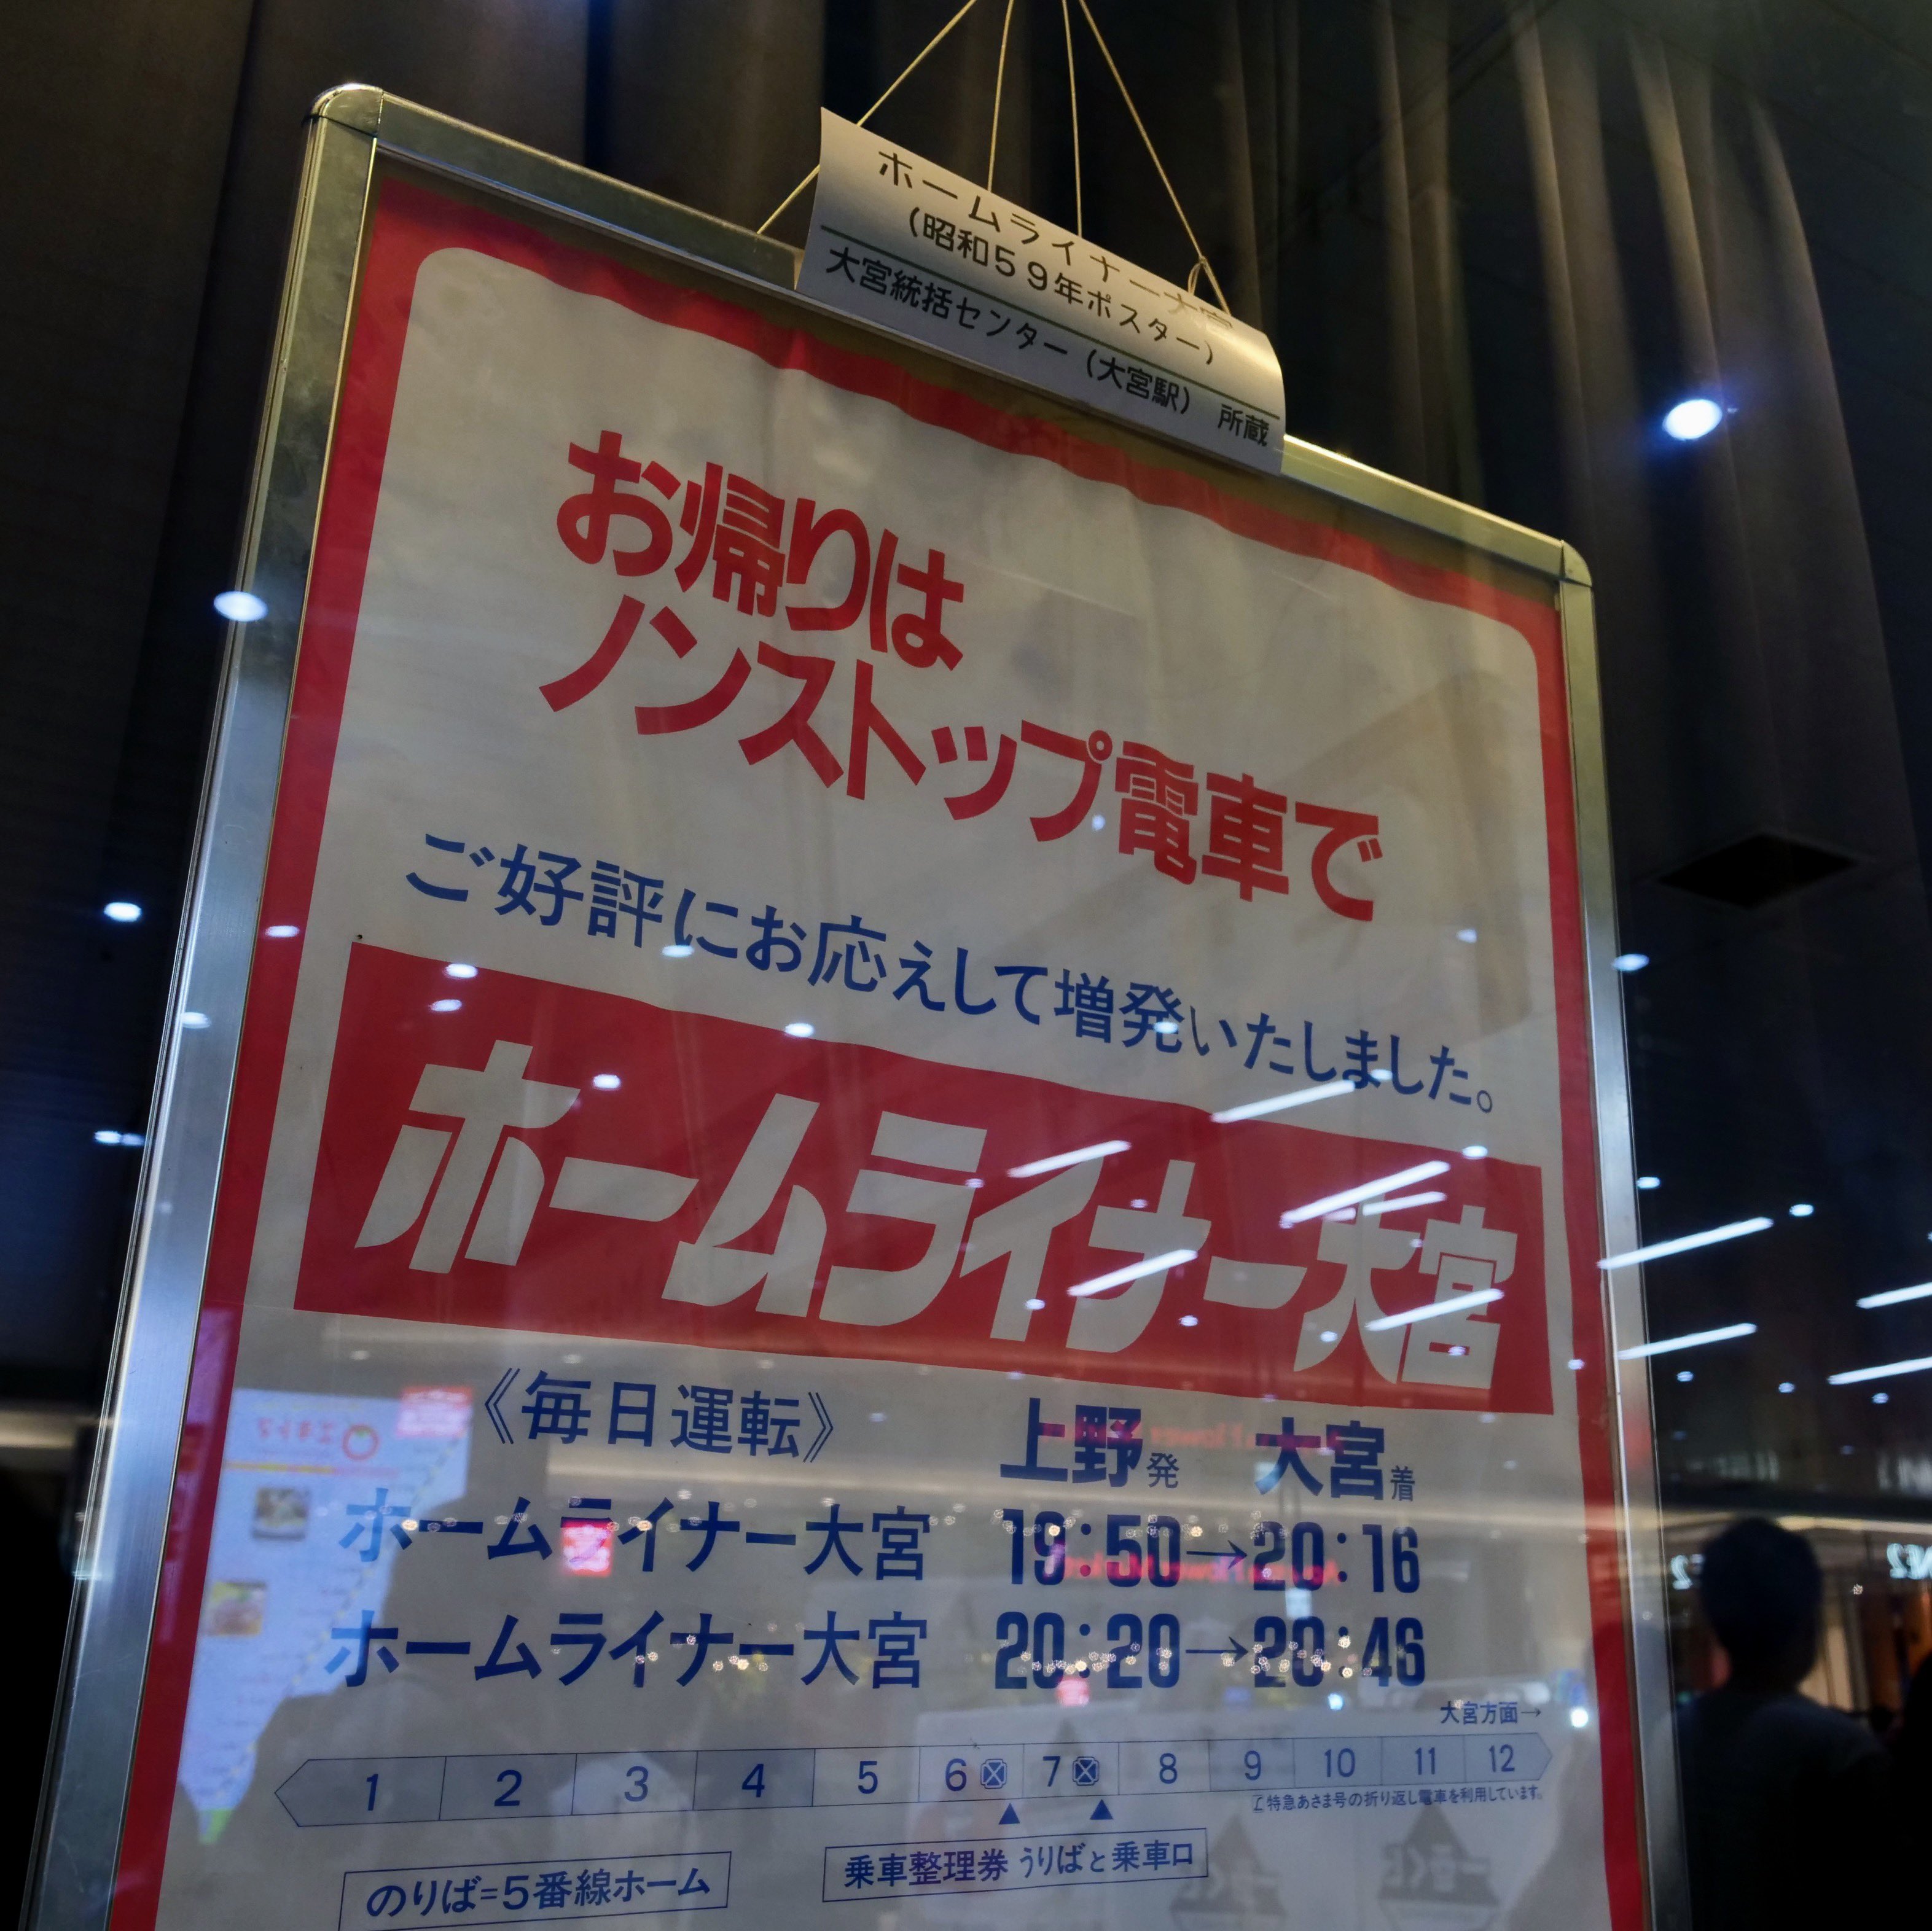 ホームライナー大宮
(昭和59年ポスター)
大宮統括センター (大宮駅) 所蔵
お帰りは
ノンストップ電車で
ご好評にお応えして増発いたしました。
ホームライナー大宮
《毎日運転》 上野発 大宮着
ホームライナー大宮 19:50→20:16
ホームライナー大宮 20:20→20:46
大宮方面→
1 2 3 4 5 6 7 8 9 10 11 12
特急あさま号の折り返し電車を利用しています。
▲ ▲
のりば=5番線ホーム
乗車整理券 うりばと乗車口